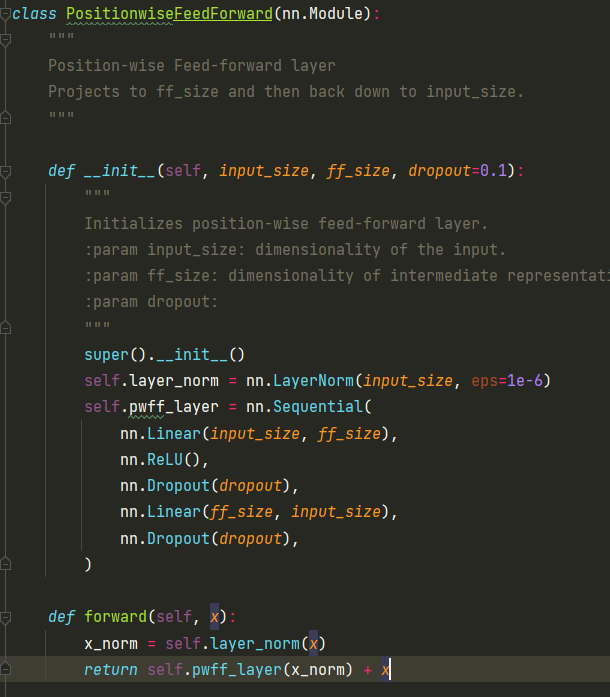 class PositionwiseFeedForward(nn.Module):
    """
    Position-wise Feed-forward layer
    Projects to ff_size and then back down to input_size.
    """

    def __init__(self, input_size, ff_size, dropout=0.1):
        """
        Initializes position-wise feed-forward layer.
        :param input_size: dimensionality of the input.
        :param ff_size: dimensionality of intermediate representati
        :param dropout:
        """
        super().__init__()
        self.layer_norm = nn.LayerNorm(input_size, eps=1e-6)
        self.pwff_layer = nn.Sequential(
            nn.Linear(input_size, ff_size),
            nn.ReLU(),
            nn.Dropout(dropout),
            nn.Linear(ff_size, input_size),
            nn.Dropout(dropout),
        )

    def forward(self, x):
        x_norm = self.layer_norm(x)
        return self.pwff_layer(x_norm) + x